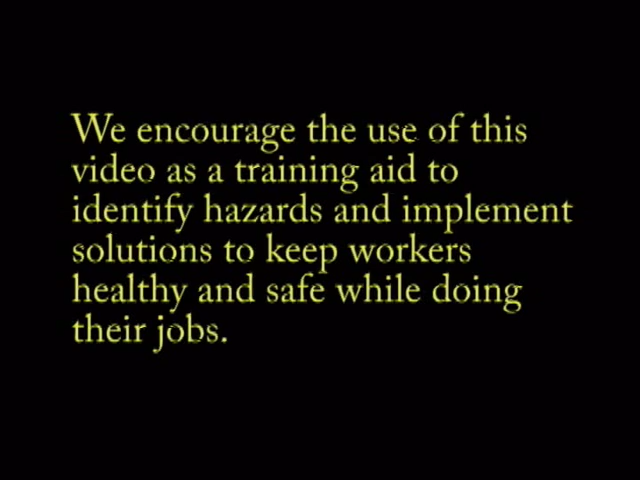 We encourage the use of this
video as a training aid to
identify hazards and implement
solutions to keep workers
healthy and safe while doing
their jobs.